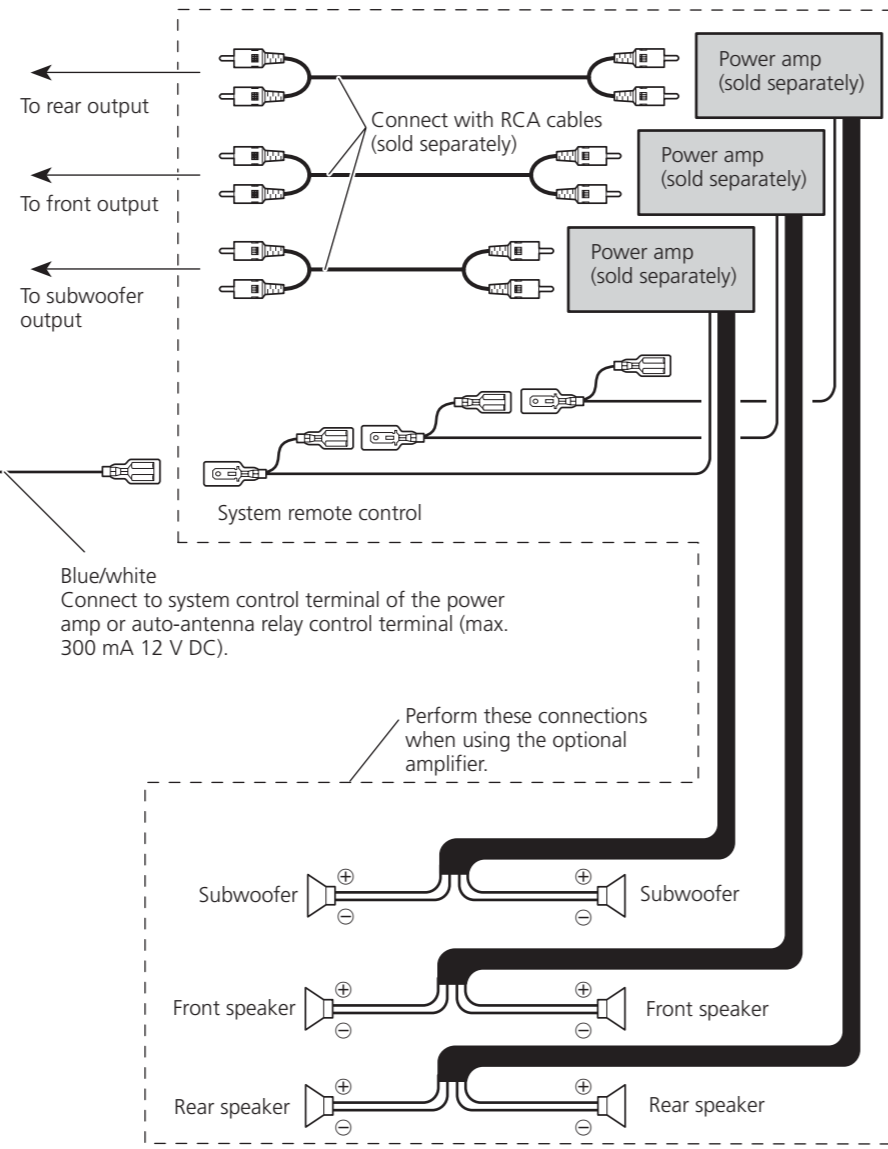 Power amp
(sold separately)
To rear output
Connect with RCA cables
(sold separately)
Power amp
(sold separately)
To front output
Power amp
(sold separately)
To subwoofer
output
System remote control
Blue/white
Connect to system control terminal of the power
amp or auto-antenna relay control terminal (max.
300 mA 12 V DC).
Perform these connections
when using the optional
amplifier.
Subwoofer
⊕
⊖
⊕
⊖
Subwoofer
Front speaker
⊕
⊖
⊕
⊖
Front speaker
Rear speaker
⊕
⊖
⊕
⊖
Rear speaker